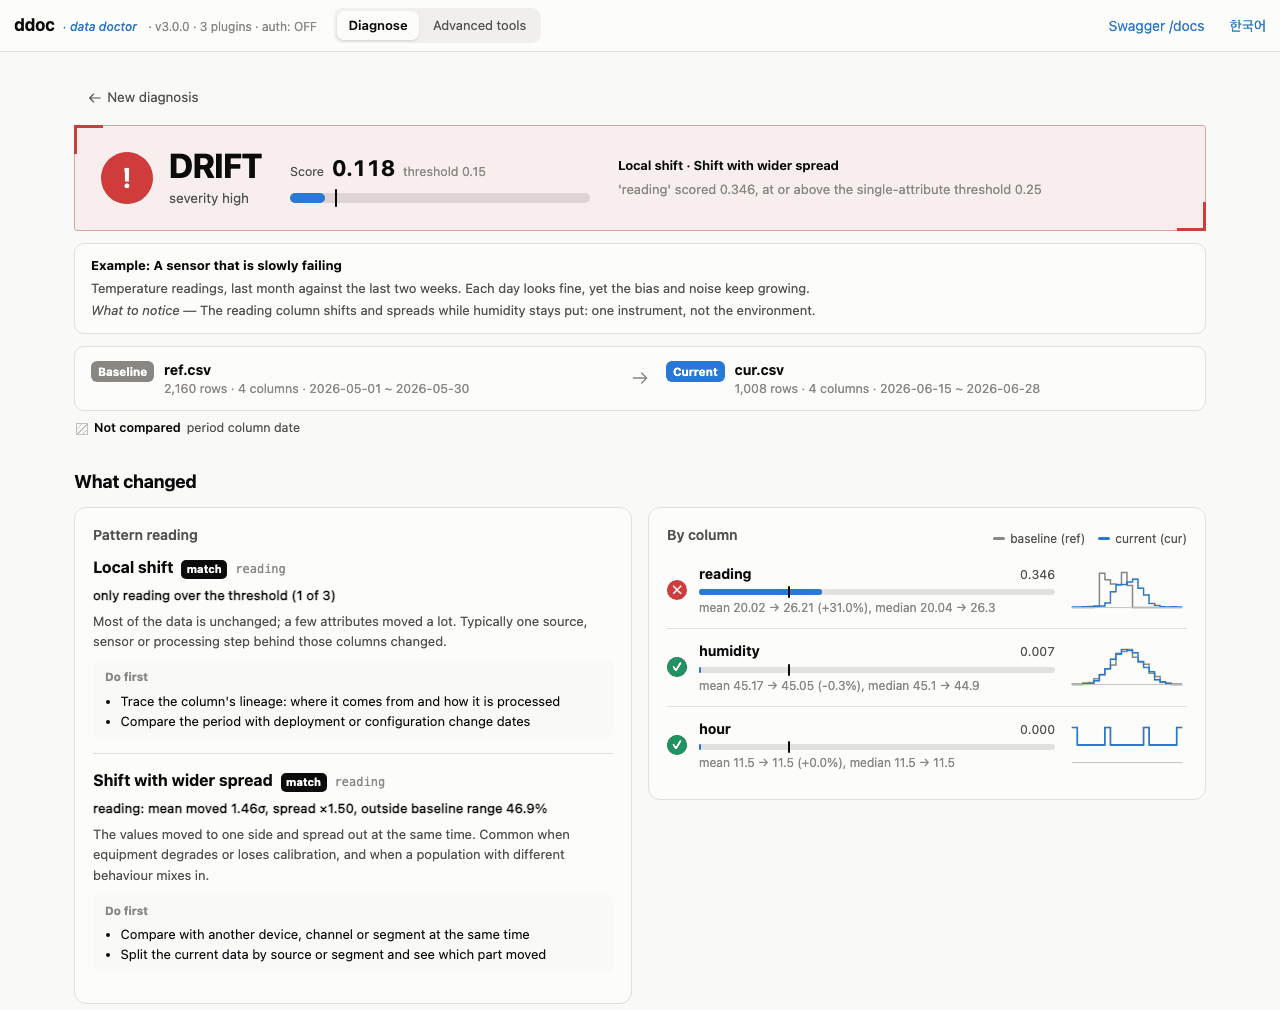 ddoc · data doctor · v3.0.0 · 3 plugins · auth: OFF Diagnose Advanced tools Swagger /docs 한국어
← New diagnosis
! DRIFT
severity high
Score 0.118 threshold 0.15
Local shift · Shift with wider spread
'reading' scored 0.346, at or above the single-attribute threshold 0.25
Example: A sensor that is slowly failing
Temperature readings, last month against the last two weeks. Each day looks fine, yet the bias and noise keep growing.
What to notice — The reading column shifts and spreads while humidity stays put: one instrument, not the environment.
Baseline ref.csv
2,160 rows · 4 columns · 2026-05-01 ~ 2026-05-30
→
Current cur.csv
1,008 rows · 4 columns · 2026-06-15 ~ 2026-06-28
Not compared period column date
What changed
Pattern reading
Local shift match reading
only reading over the threshold (1 of 3)
Most of the data is unchanged; a few attributes moved a lot. Typically one source,
sensor or processing step behind those columns changed.
Do first
• Trace the column's lineage: where it comes from and how it is processed
• Compare the period with deployment or configuration change dates
Shift with wider spread match reading
reading: mean moved 1.46σ, spread ×1.50, outside baseline range 46.9%
The values moved to one side and spread out at the same time. Common when
equipment degrades or loses calibration, and when a population with different
behaviour mixes in.
Do first
• Compare with another device, channel or segment at the same time
• Split the current data by source or segment and see which part moved
By column
baseline (ref) current (cur)
reading 0.346
mean 20.02 → 26.21 (+31.0%), median 20.04 → 26.3
humidity 0.007
mean 45.17 → 45.05 (-0.3%), median 45.1 → 44.9
hour 0.000
mean 11.5 → 11.5 (+0.0%), median 11.5 → 11.5